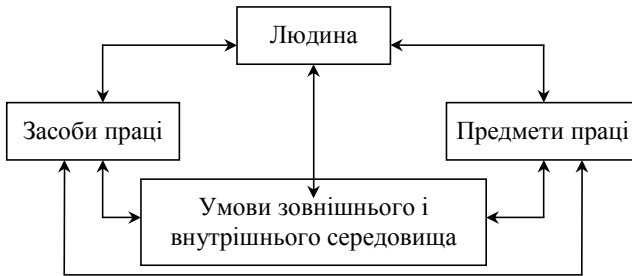 Людина
Засоби праці
Предмети праці
Умови зовнішнього і
внутрішнього середовища